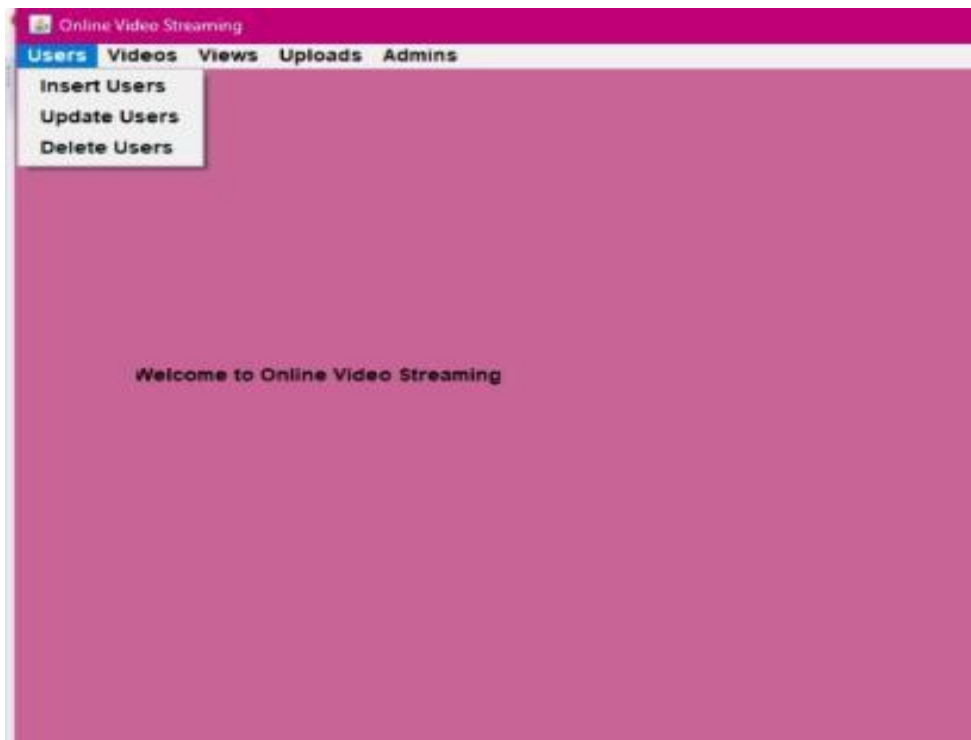 Online Video Streaming
Users Videos Views Uploads Admins
Insert Users
Update Users
Delete Users
Welcome to Online Video Streaming